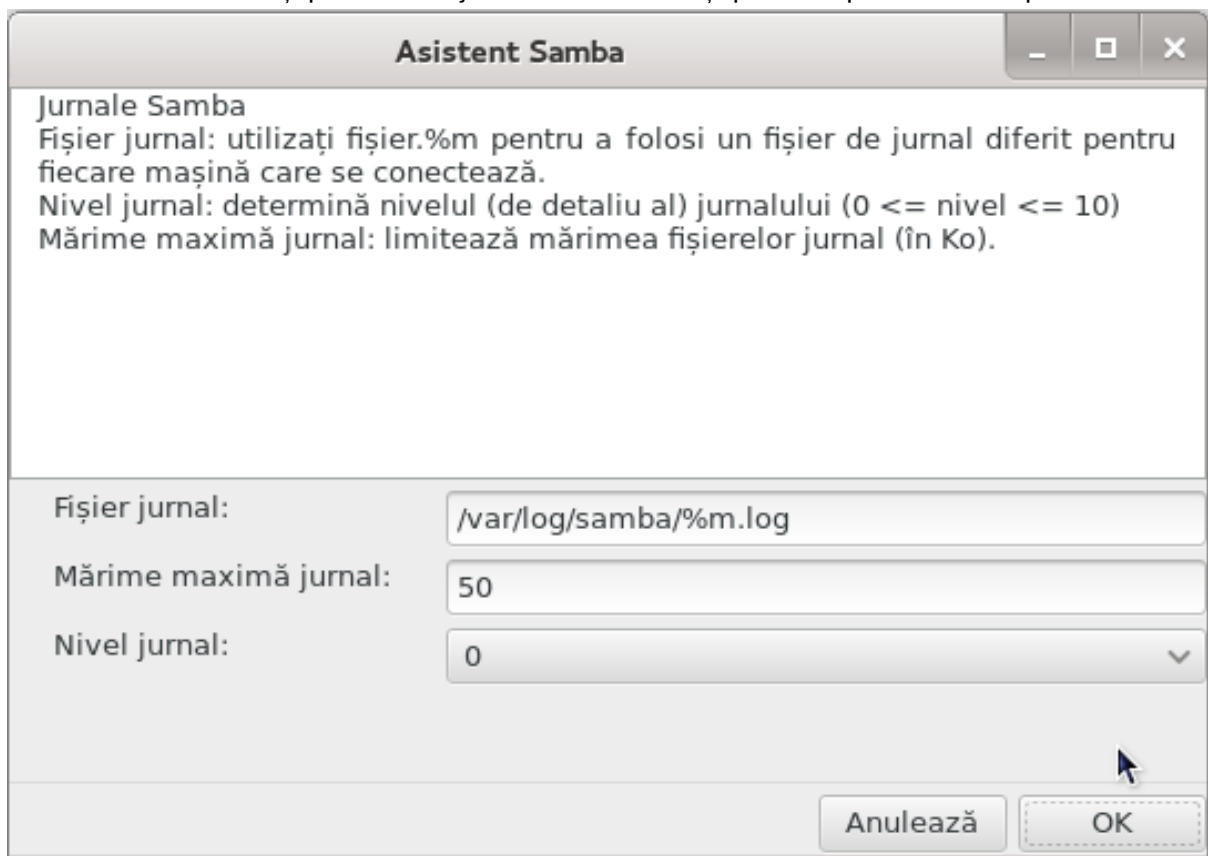 Asistent Samba
Jurnale Samba
Fișier jurnal: utilizați fișier.%m pentru a folosi un fișier de jurnal diferit pentru
fiecare mașină care se conectează.
Nivel jurnal: determină nivelul (de detaliu al) jurnalului (0 <= nivel <= 10)
Mărime maximă jurnal: limitează mărimea fișierelor jurnal (în Ko).
Fișier jurnal:
/var/log/samba/%m.log
Mărime maximă jurnal:
50
Nivel jurnal:
0
Anulează
OK